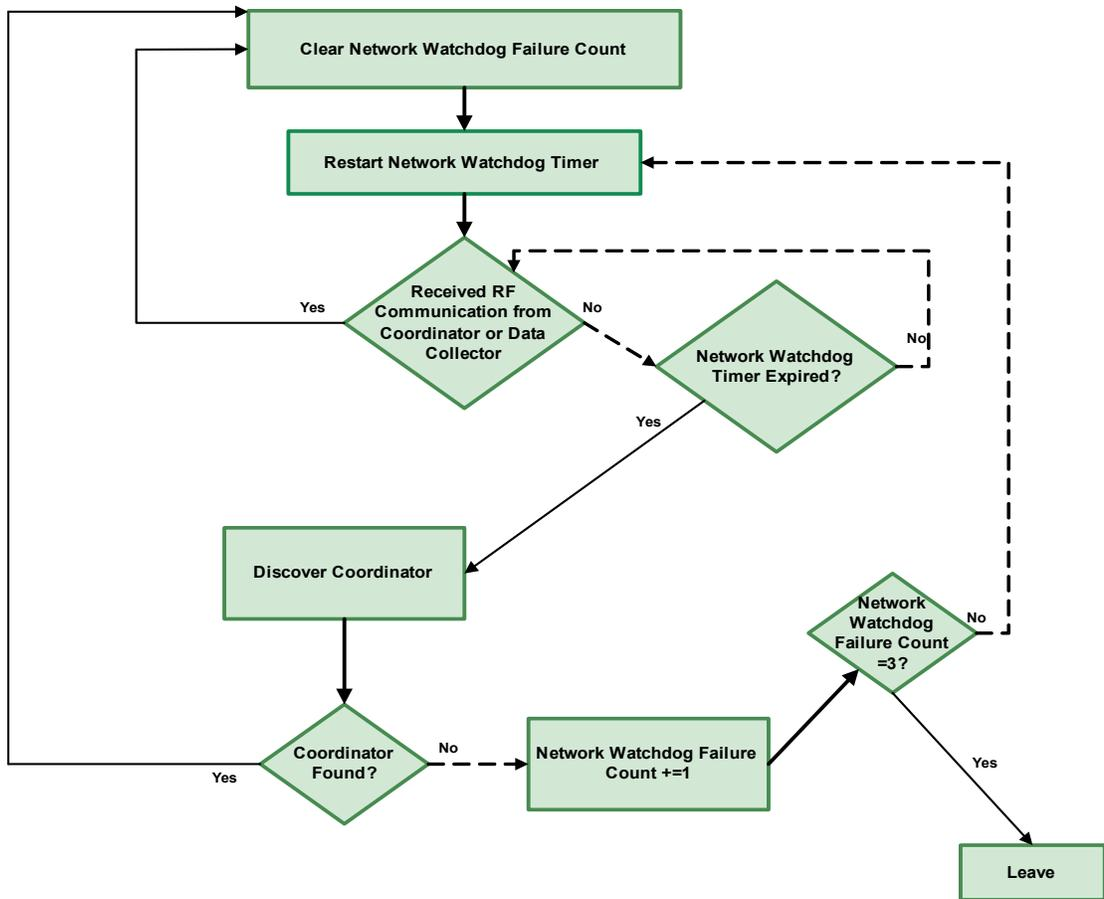 Clear Network Watchdog Failure Count
Restart Network Watchdog Timer
Received RF
Communication from
Coordinator or Data
Collector
Yes
No
Network Watchdog
Timer Expired?
No
Yes
Discover Coordinator
Network
Watchdog
Failure Count
=3?
No
Coordinator
Found?
Yes
No
Network Watchdog Failure
Count +=1
Yes
Leave